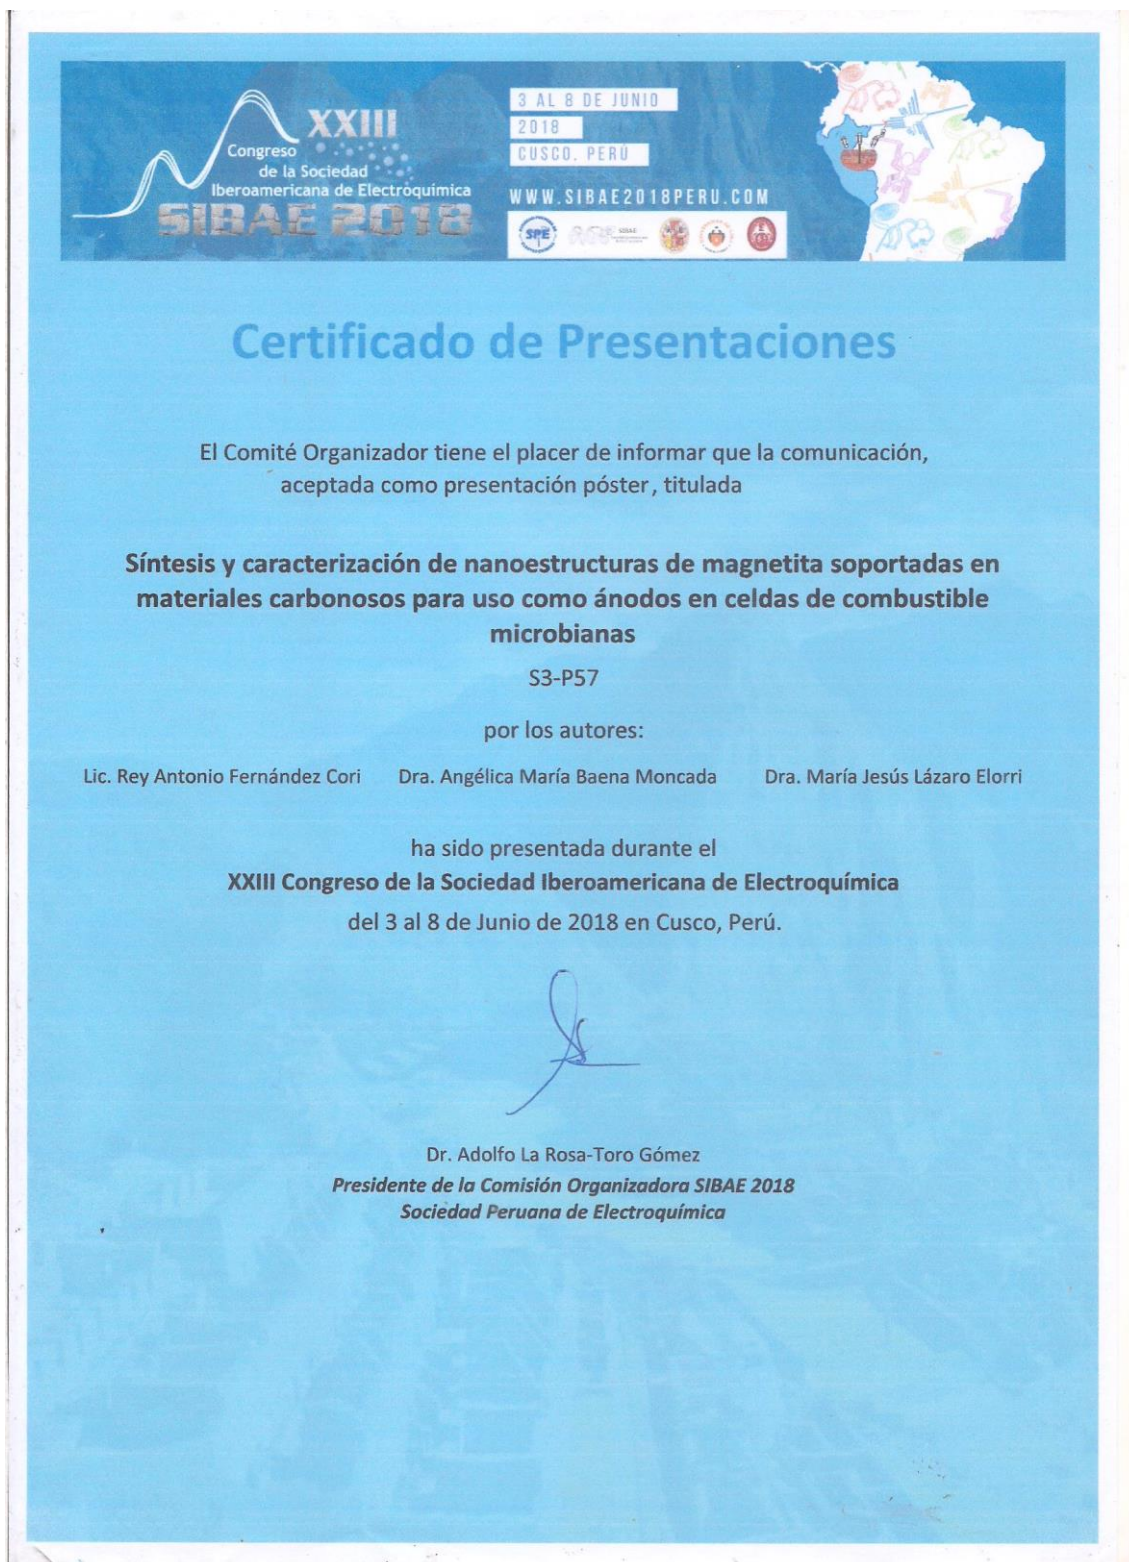 XXIII
Congreso
de la Sociedad
Iberoamericana de Electroquímica
SIBAE 2018
3 AL 8 DE JUNIO
2018
CUSCO, PERÚ
WWW.SIBAE2018PERU.COM
SPE
SIBAE
Certificado de Presentaciones
El Comité Organizador tiene el placer de informar que la comunicación,
aceptada como presentación póster, titulada
Síntesis y caracterización de nanoestructuras de magnetita soportadas en
materiales carbonosos para uso como ánodos en celdas de combustible
microbianas
S3-P57
por los autores:
Lic. Rey Antonio Fernández Cori Dra. Angélica María Baena Moncada Dra. María Jesús Lázaro Elorri
ha sido presentada durante el
XXIII Congreso de la Sociedad Iberoamericana de Electroquímica
del 3 al 8 de Junio de 2018 en Cusco, Perú.
Dr. Adolfo La Rosa-Toro Gómez
Presidente de la Comisión Organizadora SIBAE 2018
Sociedad Peruana de Electroquímica